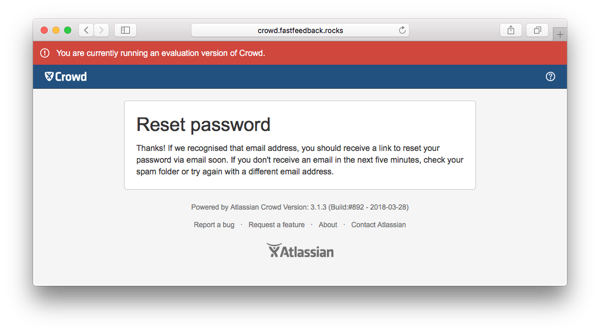 crowd.fastfeedback.rocks
You are currently running an evaluation version of Crowd.
Crowd
Reset password
Thanks! If we recognised that email address, you should receive a link to reset your
password via email soon. If you don't receive an email in the next five minutes, check your
spam folder or try again with a different email address.
Powered by Atlassian Crowd Version: 3.1.3 (Build:#892 - 2018-03-28)
Report a bug · Request a feature · About · Contact Atlassian
Atlassian